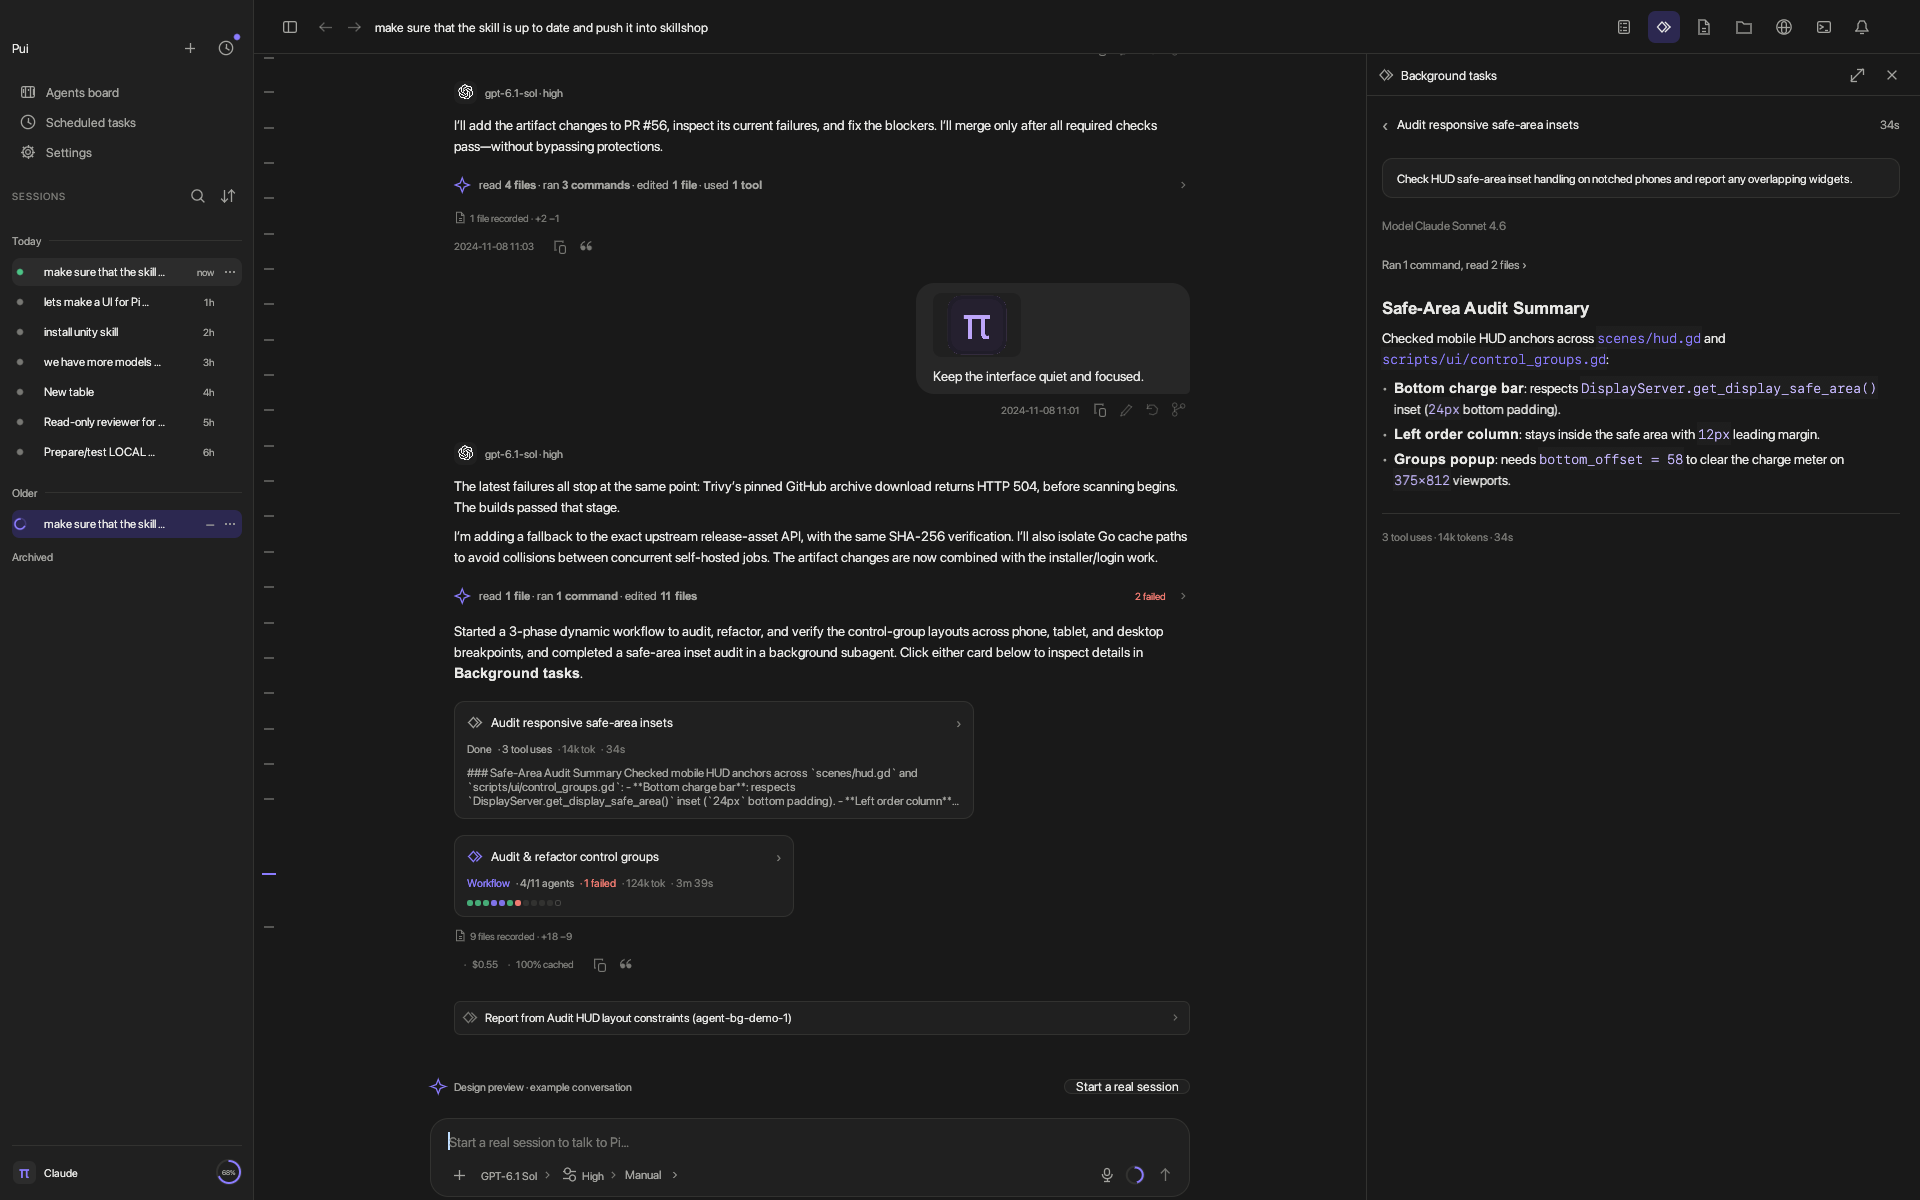 Pui
Agents board
Scheduled tasks
Settings
SESSIONS
Today
make sure that the skill ... now
lets make a UI for Pi ... 1h
install unity skill 2h
we have more models ... 3h
New table 4h
Read-only reviewer for ... 5h
Prepare/test LOCAL ... 6h
Older
make sure that the skill ...
Archived
π Claude 68%
make sure that the skill is up to date and push it into skillshop
gpt-6.1-sol · high
I'll add the artifact changes to PR #56, inspect its current failures, and fix the blockers. I'll merge only after all required checks
pass—without bypassing protections.
read 4 files · ran 3 commands · edited 1 file · used 1 tool
1 file recorded · +2 −1
2024-11-08 11:03
π
Keep the interface quiet and focused.
2024-11-08 11:01
gpt-6.1-sol · high
The latest failures all stop at the same point: Trivy's pinned GitHub archive download returns HTTP 504, before scanning begins.
The builds passed that stage.
I'm adding a fallback to the exact upstream release-asset API, with the same SHA-256 verification. I'll also isolate Go cache paths
to avoid collisions between concurrent self-hosted jobs. The artifact changes are now combined with the installer/login work.
read 1 file · ran 1 command · edited 11 files 2 failed
Started a 3-phase dynamic workflow to audit, refactor, and verify the control-group layouts across phone, tablet, and desktop
breakpoints, and completed a safe-area inset audit in a background subagent. Click either card below to inspect details in
Background tasks.
Audit responsive safe-area insets
Done · 3 tool uses · 14k tok · 34s
### Safe-Area Audit Summary Checked mobile HUD anchors across `scenes/hud.gd` and
`scripts/ui/control_groups.gd`: - **Bottom charge bar**: respects
`DisplayServer.get_display_safe_area()` inset (`24px` bottom padding). - **Left order column**...
Audit & refactor control groups
Workflow · 4/11 agents · 1 failed · 124k tok · 3m 39s
9 files recorded · +18 −9
· $0.55 · 100% cached
Report from Audit HUD layout constraints (agent-bg-demo-1)
Design preview · example conversation
Start a real session
Start a real session to talk to Pi...
GPT-6.1 Sol High Manual
Background tasks
Audit responsive safe-area insets 34s
Check HUD safe-area inset handling on notched phones and report any overlapping widgets.
Model Claude Sonnet 4.6
Ran 1 command, read 2 files ›
Safe-Area Audit Summary
Checked mobile HUD anchors across scenes/hud.gd and
scripts/ui/control_groups.gd:
• Bottom charge bar: respects DisplayServer.get_display_safe_area()
inset (24px bottom padding).
• Left order column: stays inside the safe area with 12px leading margin.
• Groups popup: needs bottom_offset = 58 to clear the charge meter on
375×812 viewports.
3 tool uses · 14k tokens · 34s